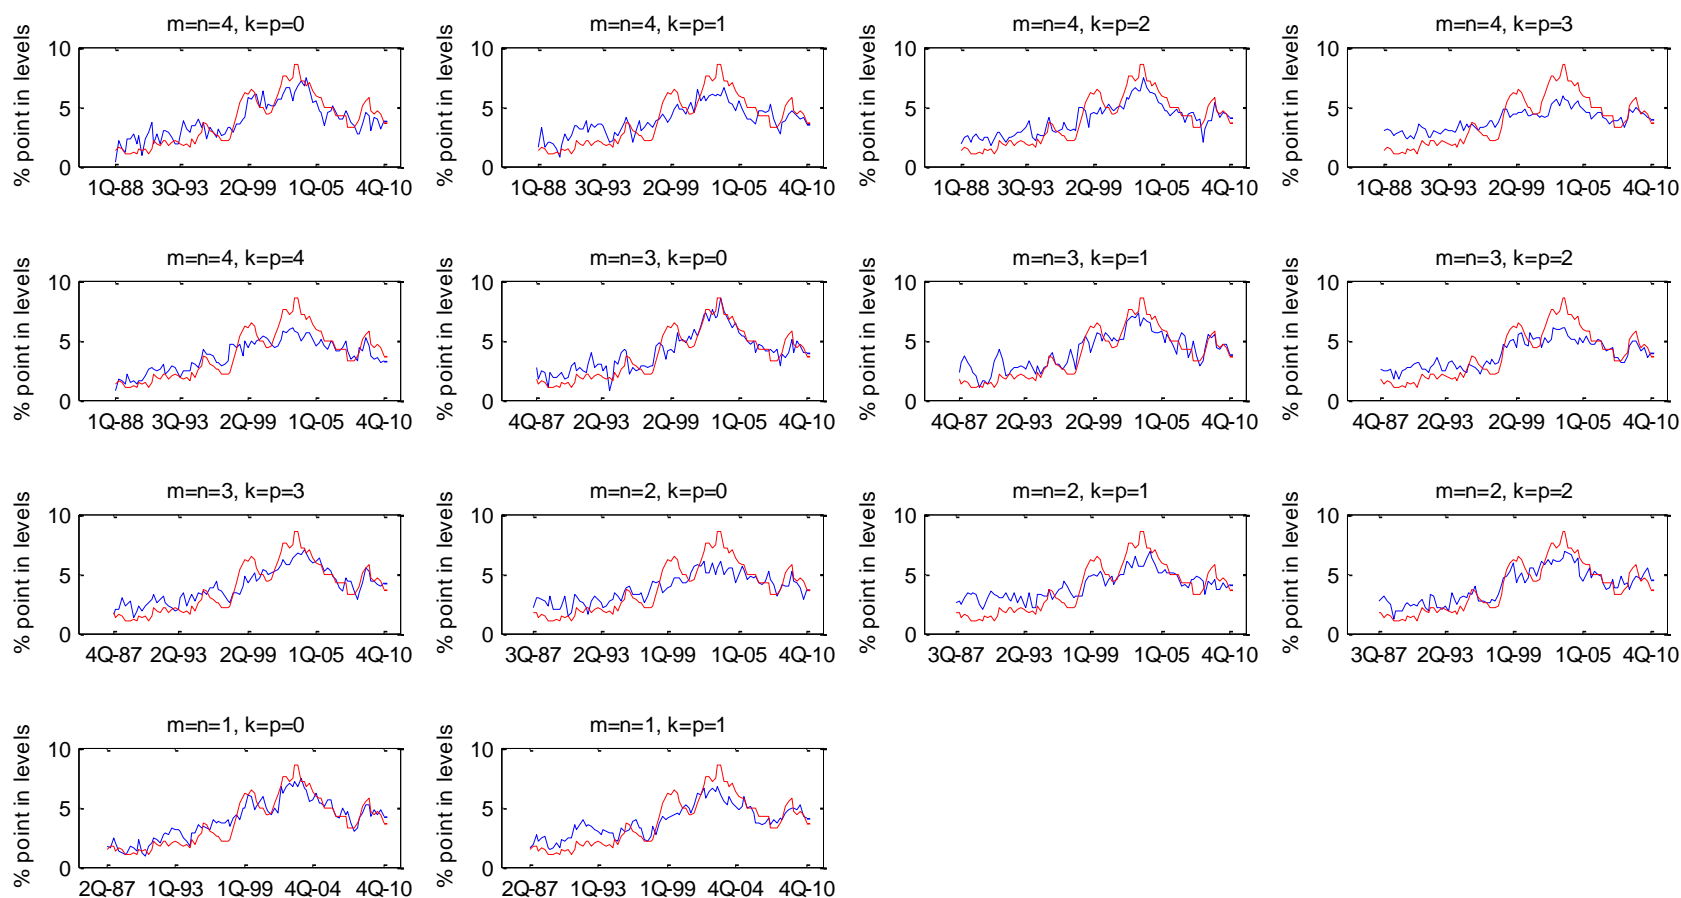 m=n=4, k=p=0
% point in levels
10
5
0
1Q-88 3Q-93 2Q-99 1Q-05 4Q-10
m=n=4, k=p=1
% point in levels
10
5
0
1Q-88 3Q-93 2Q-99 1Q-05 4Q-10
m=n=4, k=p=2
% point in levels
10
5
0
1Q-88 3Q-93 2Q-99 1Q-05 4Q-10
m=n=4, k=p=3
% point in levels
10
5
0
1Q-88 3Q-93 2Q-99 1Q-05 4Q-10
m=n=4, k=p=4
% point in levels
10
5
0
1Q-88 3Q-93 2Q-99 1Q-05 4Q-10
m=n=3, k=p=0
% point in levels
10
5
0
4Q-87 2Q-93 2Q-99 1Q-05 4Q-10
m=n=3, k=p=1
% point in levels
10
5
0
4Q-87 2Q-93 2Q-99 1Q-05 4Q-10
m=n=3, k=p=2
% point in levels
10
5
0
4Q-87 2Q-93 2Q-99 1Q-05 4Q-10
m=n=3, k=p=3
% point in levels
10
5
0
4Q-87 2Q-93 2Q-99 1Q-05 4Q-10
m=n=2, k=p=0
% point in levels
10
5
0
3Q-87 2Q-93 1Q-99 1Q-05 4Q-10
m=n=2, k=p=1
% point in levels
10
5
0
3Q-87 2Q-93 1Q-99 1Q-05 4Q-10
m=n=2, k=p=2
% point in levels
10
5
0
3Q-87 2Q-93 1Q-99 1Q-05 4Q-10
m=n=1, k=p=0
% point in levels
10
5
0
2Q-87 1Q-93 1Q-99 4Q-04 4Q-10
m=n=1, k=p=1
% point in levels
10
5
0
2Q-87 1Q-93 1Q-99 4Q-04 4Q-10